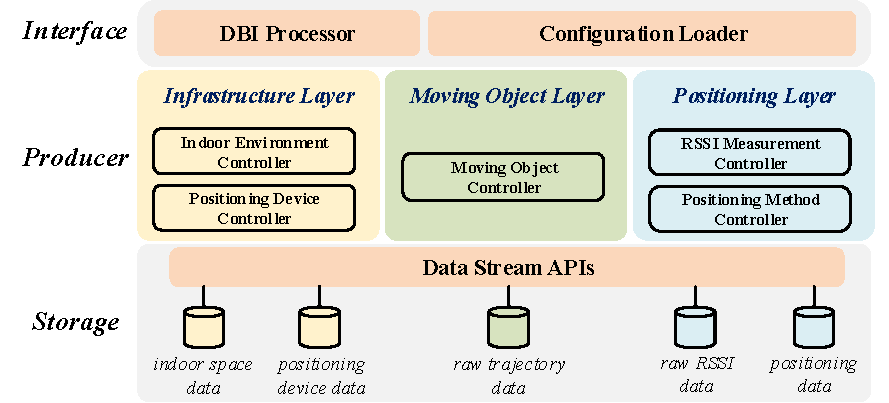 Interface
DBI Processor
Configuration Loader
Producer
Infrastructure Layer
Indoor Environment
Controller
Positioning Device
Controller
Moving Object Layer
Moving Object
Controller
Positioning Layer
RSSI Measurement
Controller
Positioning Method
Controller
Storage
Data Stream APIs
indoor space
data
positioning
device data
raw trajectory
data
raw RSSI
data
positioning
data